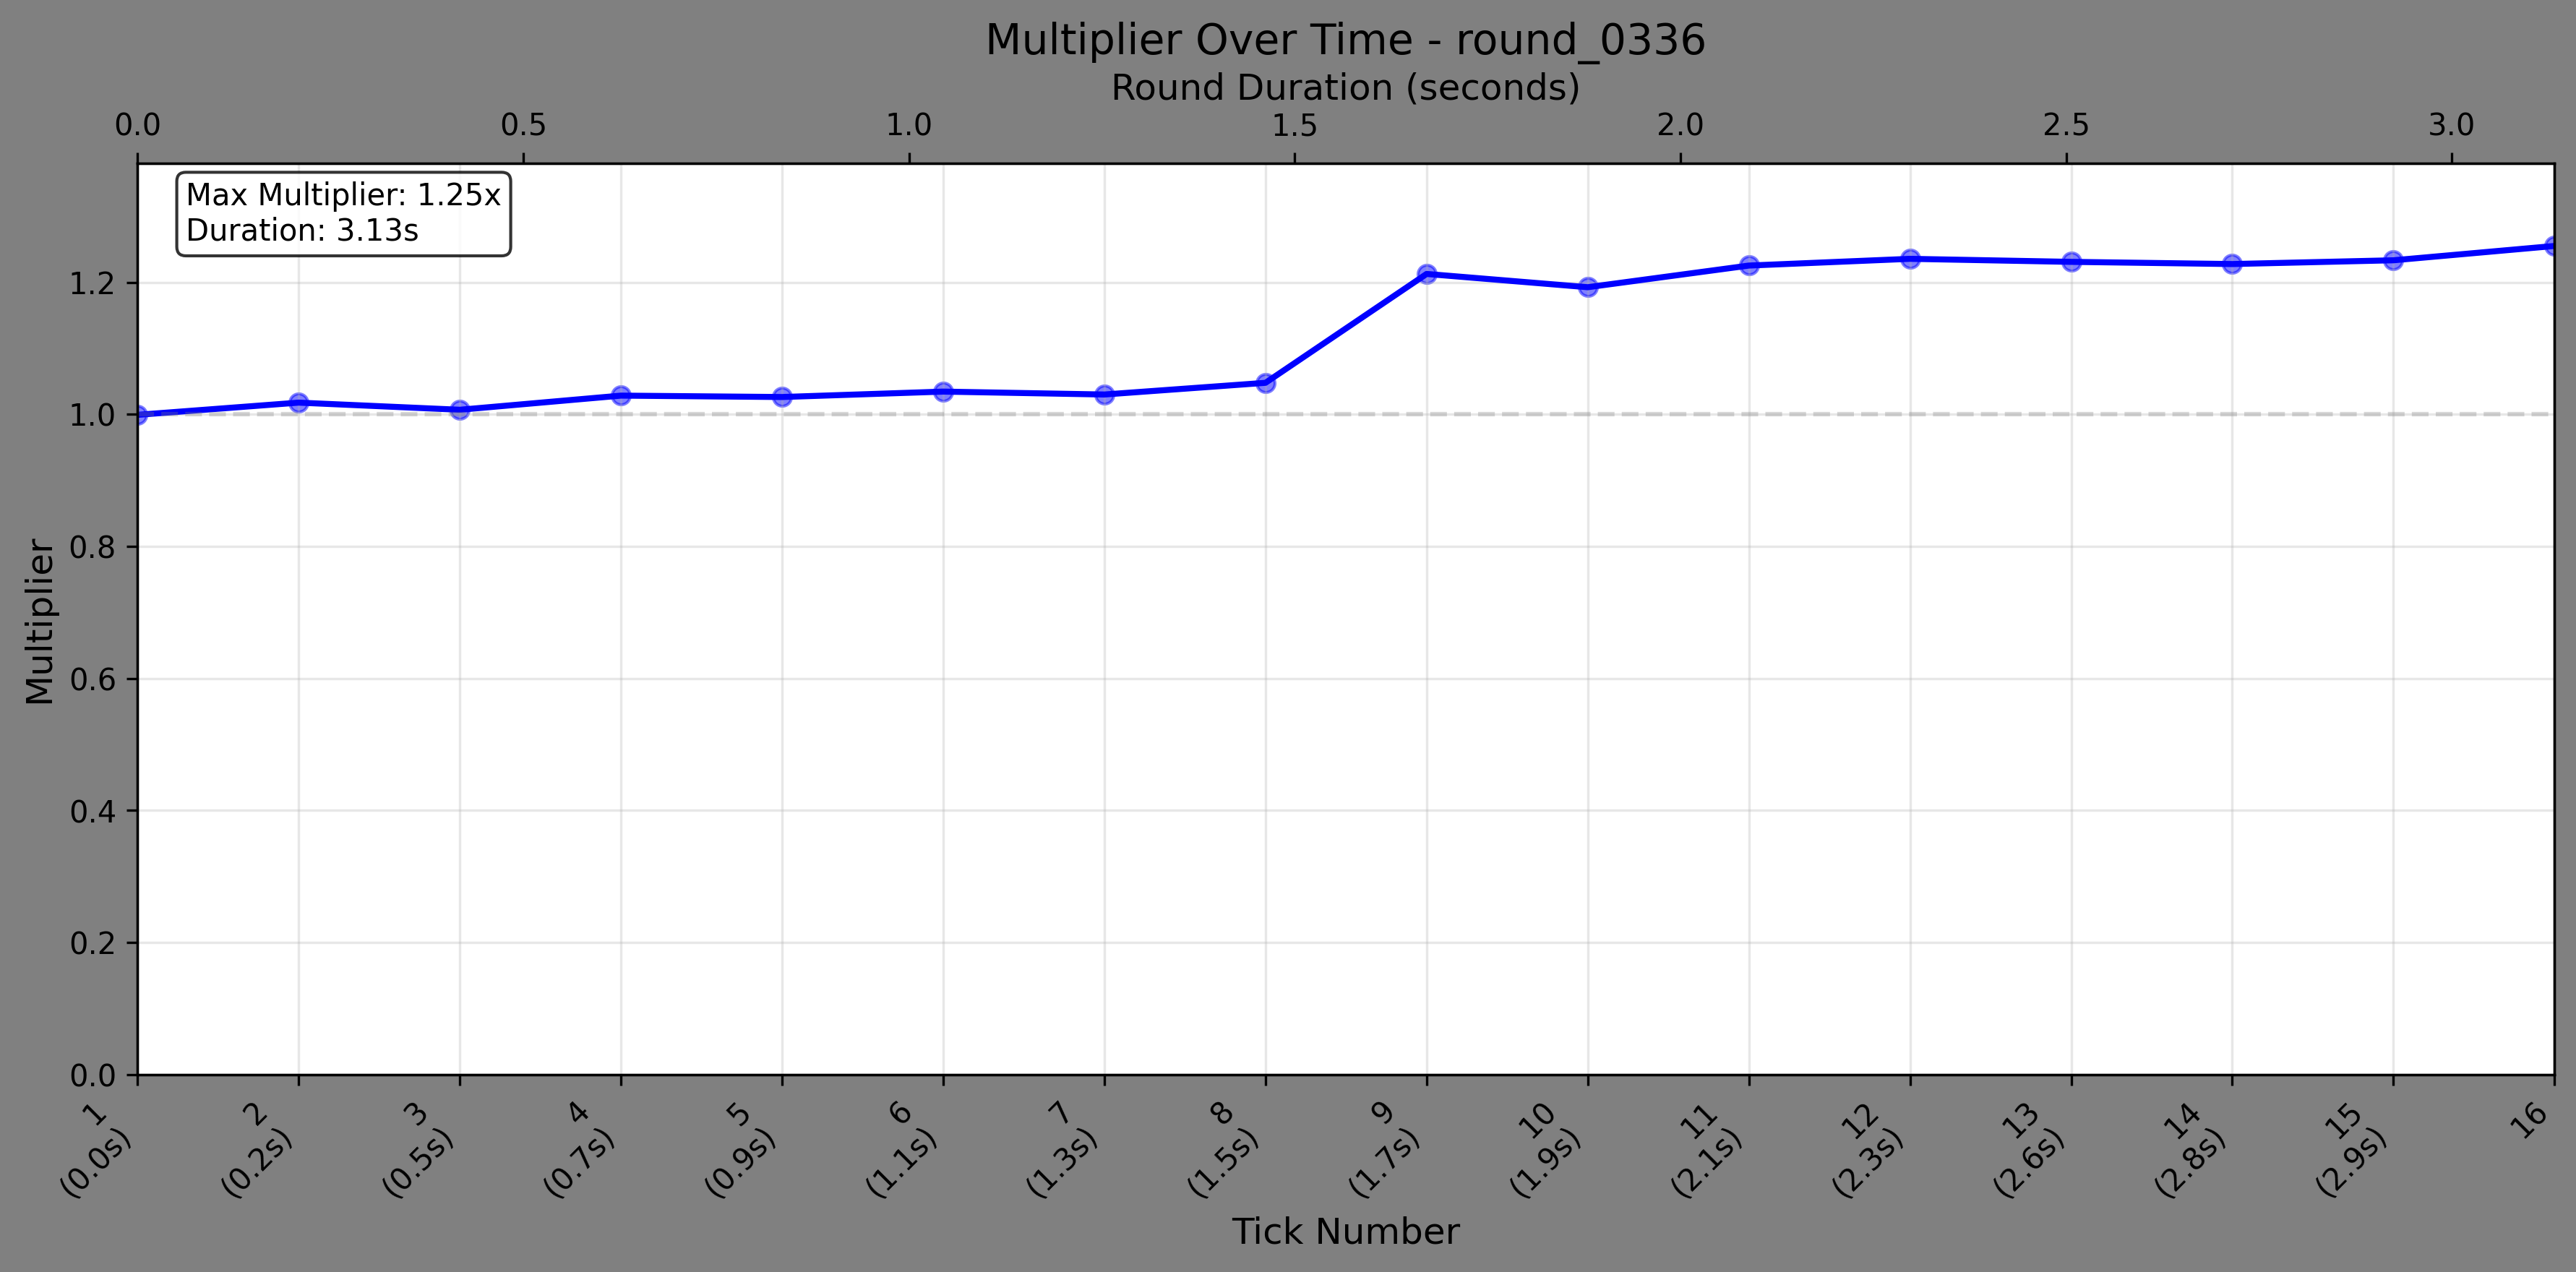 Multiplier Over Time - round_0336
Round Duration (seconds)
0.0 0.5 1.0 1.5 2.0 2.5 3.0
Max Multiplier: 1.25x
Duration: 3.13s
Multiplier
1.2
1.0
0.8
0.6
0.4
0.2
0.0
1
(0.0s)
2
(0.2s)
3
(0.5s)
4
(0.7s)
5
(0.9s)
6
(1.1s)
7
(1.3s)
8
(1.5s)
9
(1.7s)
10
(1.9s)
11
(2.1s)
12
(2.3s)
13
(2.6s)
14
(2.8s)
15
(2.9s)
16
Tick Number